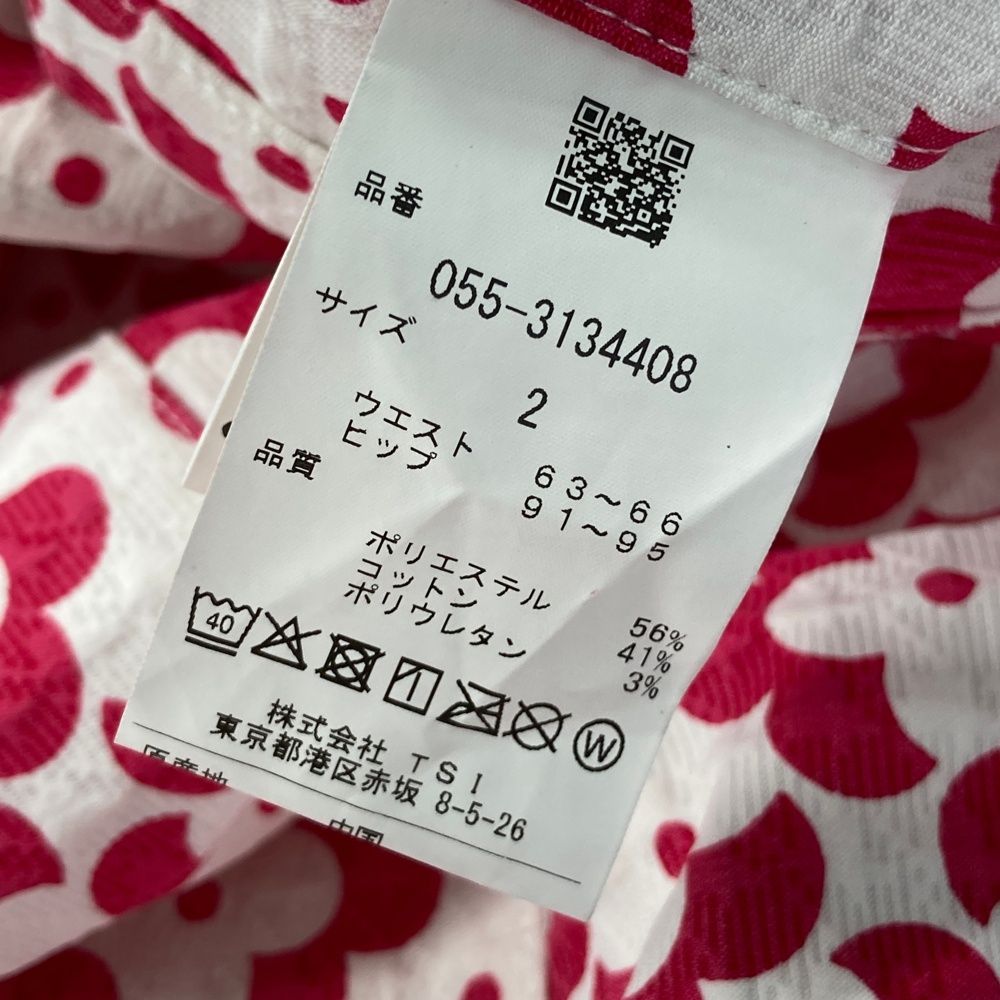 品番
055-3134408
サイズ
2
ウエスト 63～66
ヒップ 91～95
品質
ポリエステル 56%
コットン 41%
ポリウレタン 3%
40
W
株式会社 TSI
東京都港区赤坂 8-5-26
原産地 中国